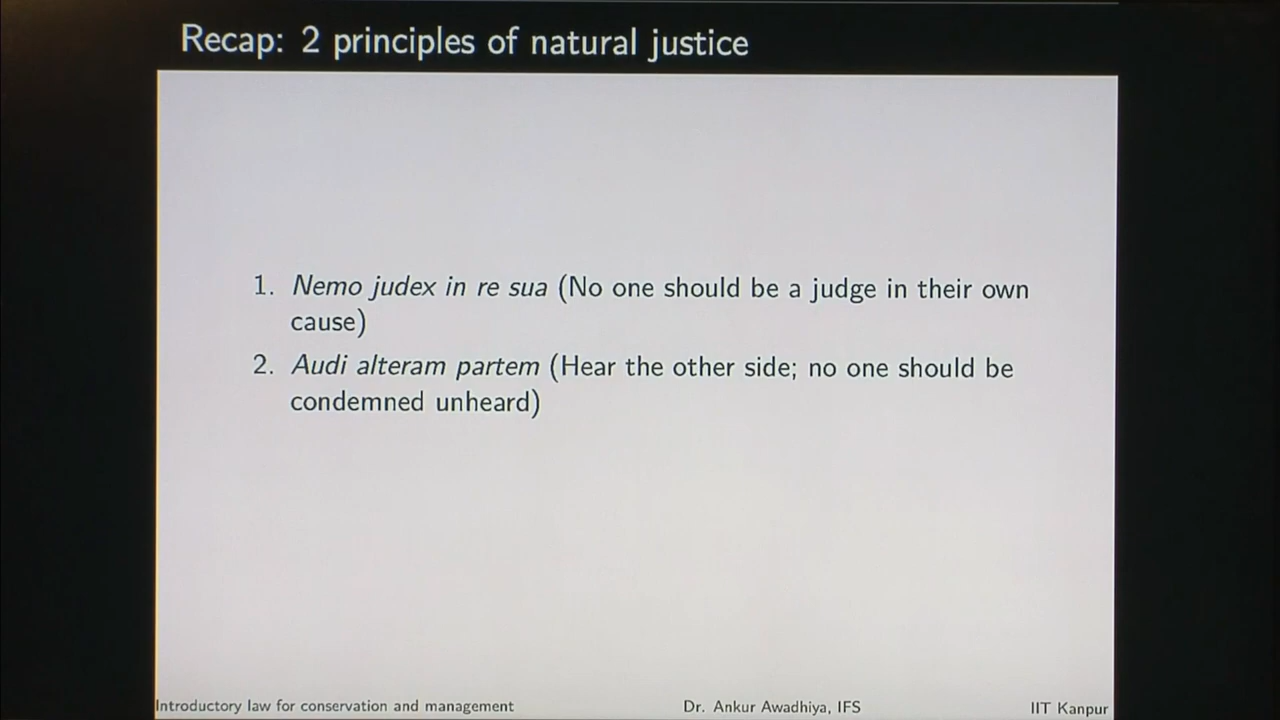 Recap: 2 principles of natural justice
1. Nemo judex in re sua (No one should be a judge in their own
cause)
2. Audi alteram partem (Hear the other side; no one should be
condemned unheard)
Introductory law for conservation and management Dr. Ankur Awadhiya, IFS IIT Kanpur